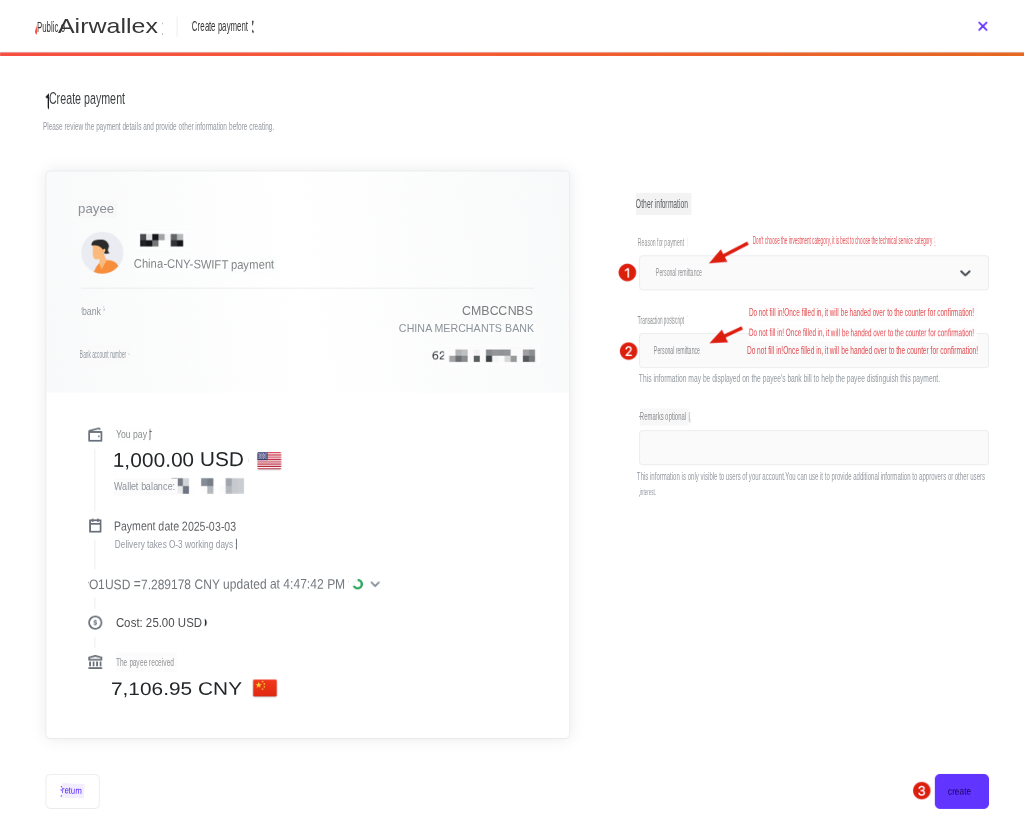 Public Airwallex
Create payment
Create payment
Please review the payment details and provide other information before creating.
payee
China-CNY-SWIFT payment
bank
CMBCCNBS
CHINA MERCHANTS BANK
Bank account number
62
You pay
1,000.00 USD
Wallet balance:
Payment date 2025-03-03
Delivery takes O-3 working days
O1USD =7.289178 CNY updated at 4:47:42 PM
Cost: 25.00 USD
The payee received
7,106.95 CNY
return
Other information
Reason for payment
Don't choose the investment category, it is best to choose the technical service category
1
Personal remittance
Transaction postscript
Do not fill in!Once filled in, it will be handed over to the counter for confirmation!
Do not fill in! Once filled in, it will be handed over to the counter for confirmation!
2
Personal remittance
Do not fill in!Once filled in, it will be handed over to the counter for confirmation!
This information may be displayed on the payee's bank bill to help the payee distinguish this payment.
Remarks optional
This information is only visible to users of your account.You can use it to provide additional information to approvers or other users
interest.
3
create